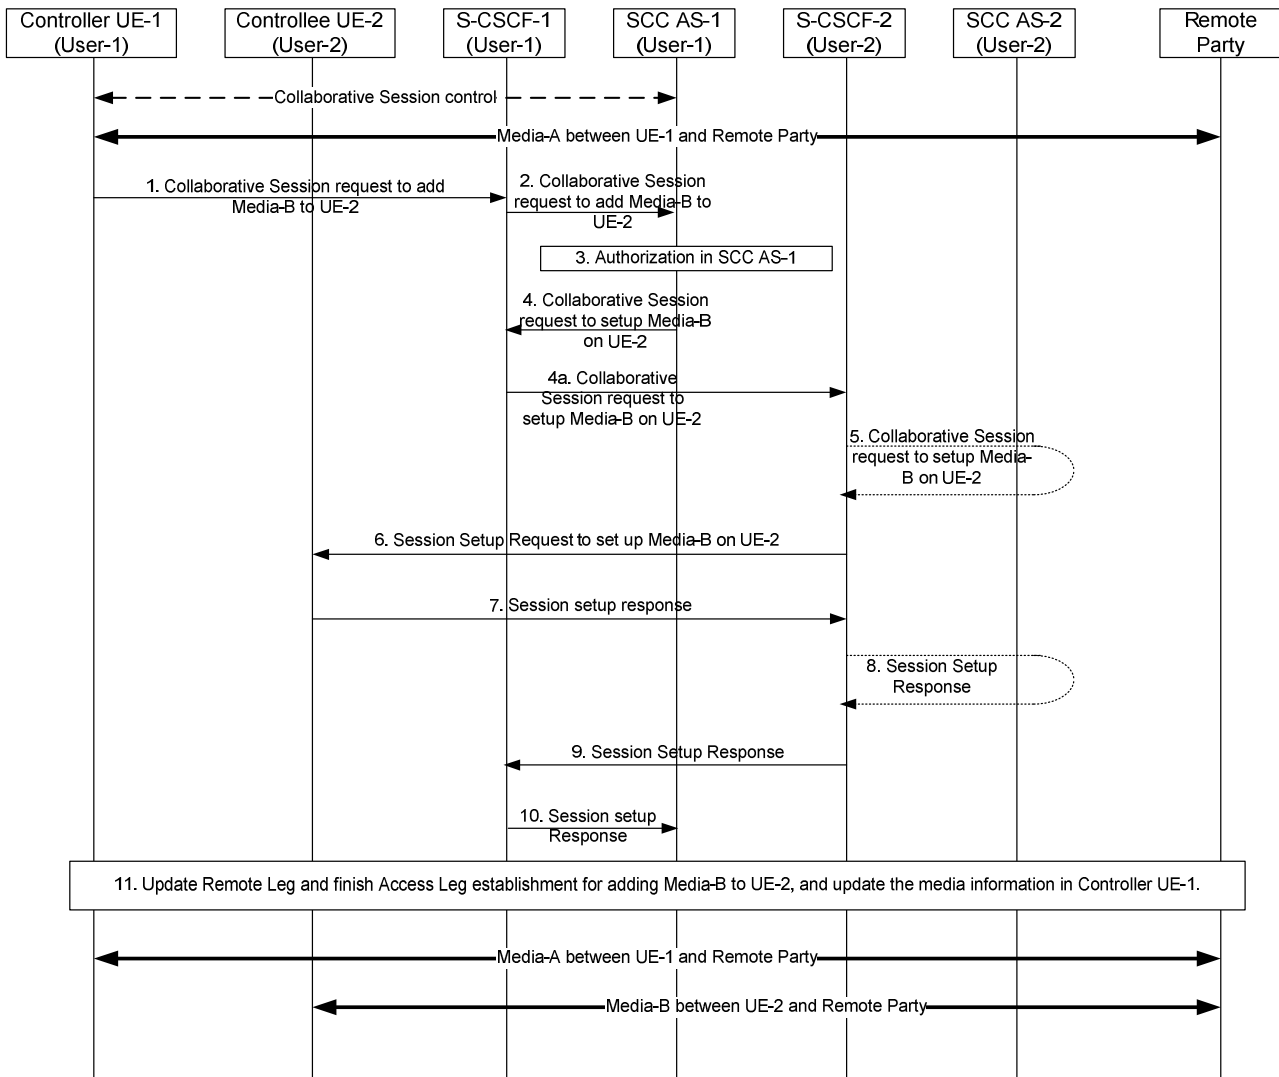 Controller UE-1
(User-1)
Controllee UE-2
(User-2)
S-CSCF-1
(User-1)
SCC AS-1
(User-1)
S-CSCF-2
(User-2)
SCC AS-2
(User-2)
Remote
Party
Collaborative Session control
Media-A between UE-1 and Remote Party
1. Collaborative Session request to add
Media-B to UE-2
2. Collaborative Session
request to add Media-B to
UE-2
3. Authorization in SCC AS-1
4. Collaborative Session
request to setup Media-B
on UE-2
4a. Collaborative
Session request to
setup Media-B on UE-2
5. Collaborative Session
request to setup Media-
B on UE-2
6. Session Setup Request to set up Media-B on UE-2
7. Session setup response
8. Session Setup
Response
9. Session Setup Response
10. Session setup
Response
11. Update Remote Leg and finish Access Leg establishment for adding Media-B to UE-2, and update the media information in Controller UE-1.
Media-A between UE-1 and Remote Party
Media-B between UE-2 and Remote Party